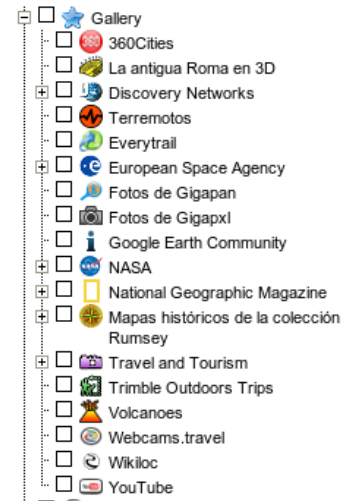 Gallery
360Cities
La antigua Roma en 3D
Discovery Networks
Terremotos
Everytrail
European Space Agency
Fotos de Gigapan
Fotos de Gigapxl
Google Earth Community
NASA
National Geographic Magazine
Mapas históricos de la colección
Rumsey
Travel and Tourism
Trimble Outdoors Trips
Volcanoes
Webcams.travel
Wikiloc
YouTube